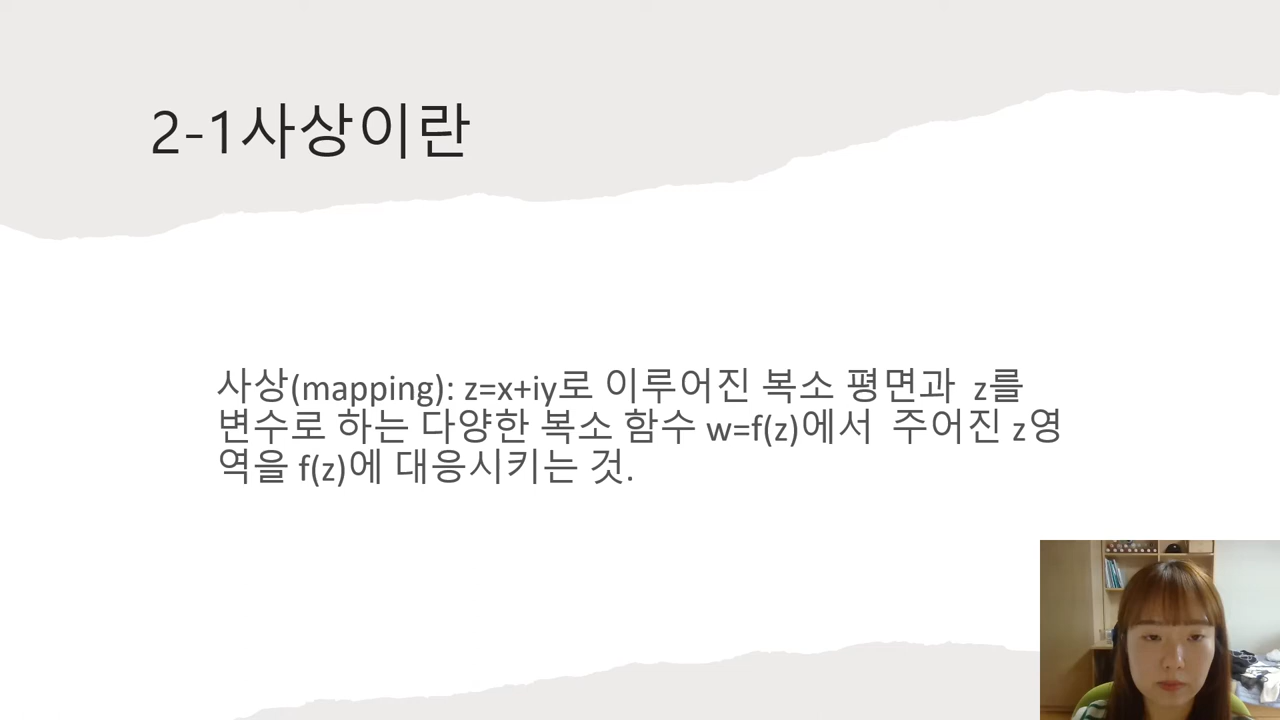 2-1사상이란
사상(mapping): z=x+iy로 이루어진 복소 평면과 z를
변수로 하는 다양한 복소 함수 w=f(z)에서 주어진 z영
역을 f(z)에 대응시키는 것.